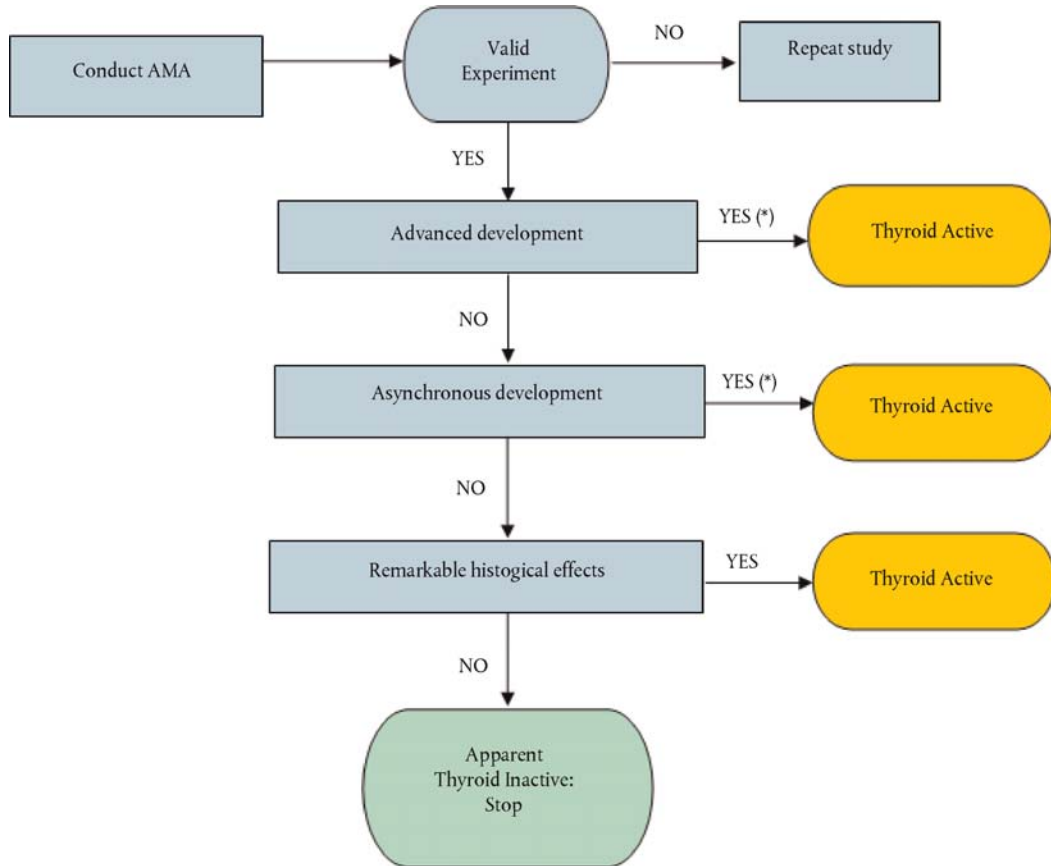 Conduct AMA
Valid
Experiment
NO
Repeat study
YES
Advanced development
YES (*)
Thyroid Active
NO
Asynchronous development
YES (*)
Thyroid Active
NO
Remarkable histogical effects
YES
Thyroid Active
NO
Apparent
Thyroid Inactive:
Stop